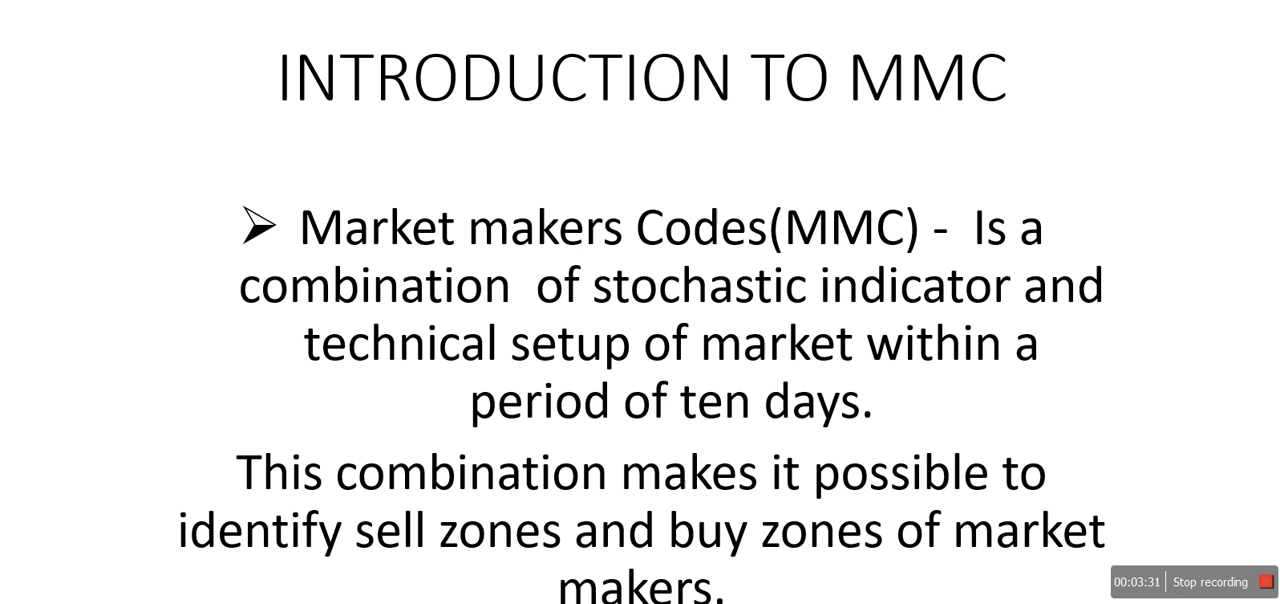 INTRODUCTION TO MMC
➢ Market makers Codes(MMC) - Is a
combination of stochastic indicator and
technical setup of market within a
period of ten days.
This combination makes it possible to
identify sell zones and buy zones of market
makers.
00:03:31 Stop recording